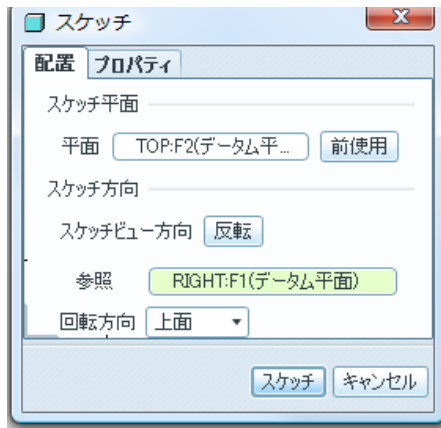 スケッチ
配置 プロパティ
スケッチ平面
平面 TOP:F2(データム平... 前使用
スケッチ方向
スケッチビュー方向 反転
参照 RIGHT:F1(データム平面)
回転方向 上面
スケッチ キャンセル